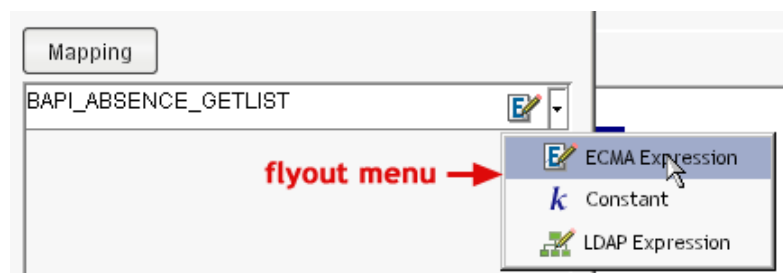 Mapping
BAPI_ABSENCE_GETLIST
flyout menu
ECMA Expression
k Constant
LDAP Expression